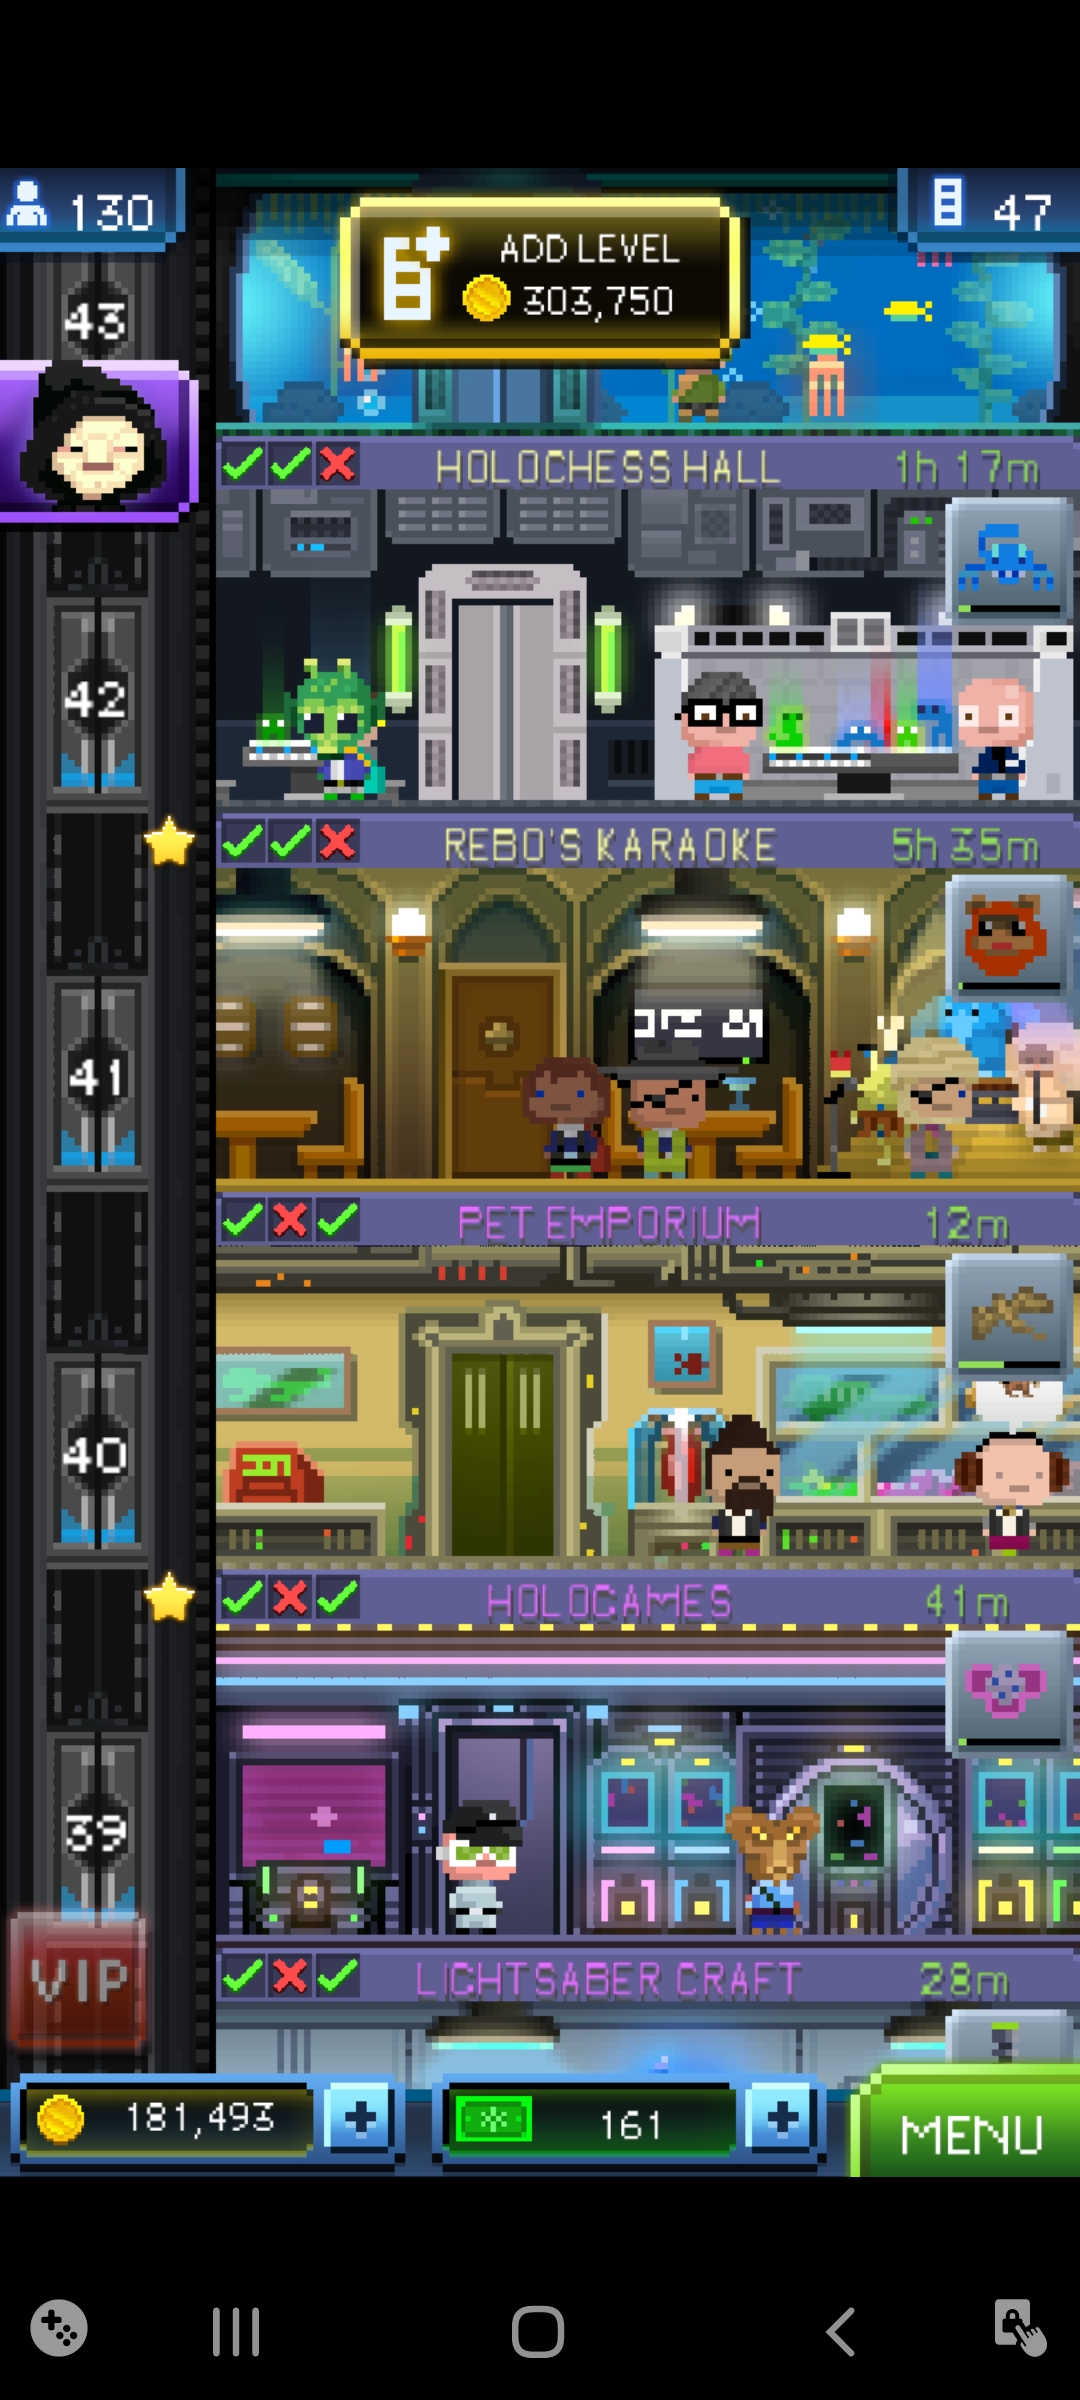 130
47
ADD LEVEL
303,750
43
HOLOCHESS HALL 1h 17m
42
REBO'S KARAOKE 5h 35m
41
PET EMPORIUM 12m
40
HOLOGAMES 41m
39
VIP
LIGHTSABER CRAFT 28m
181,493
161
MENU